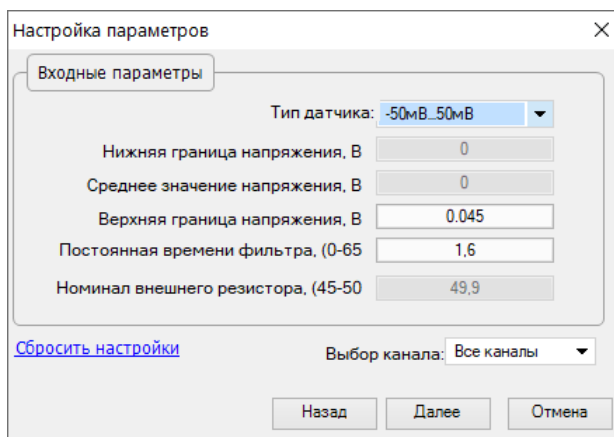 Настройка параметров
Входные параметры
Тип датчика: -50мВ...50мВ
Нижняя граница напряжения, В 0
Среднее значение напряжения, В 0
Верхняя граница напряжения, В 0.045
Постоянная времени фильтра, (0-65 1,6
Номинал внешнего резистора, (45-50 49,9
Сбросить настройки Выбор канала: Все каналы
Назад Далее Отмена